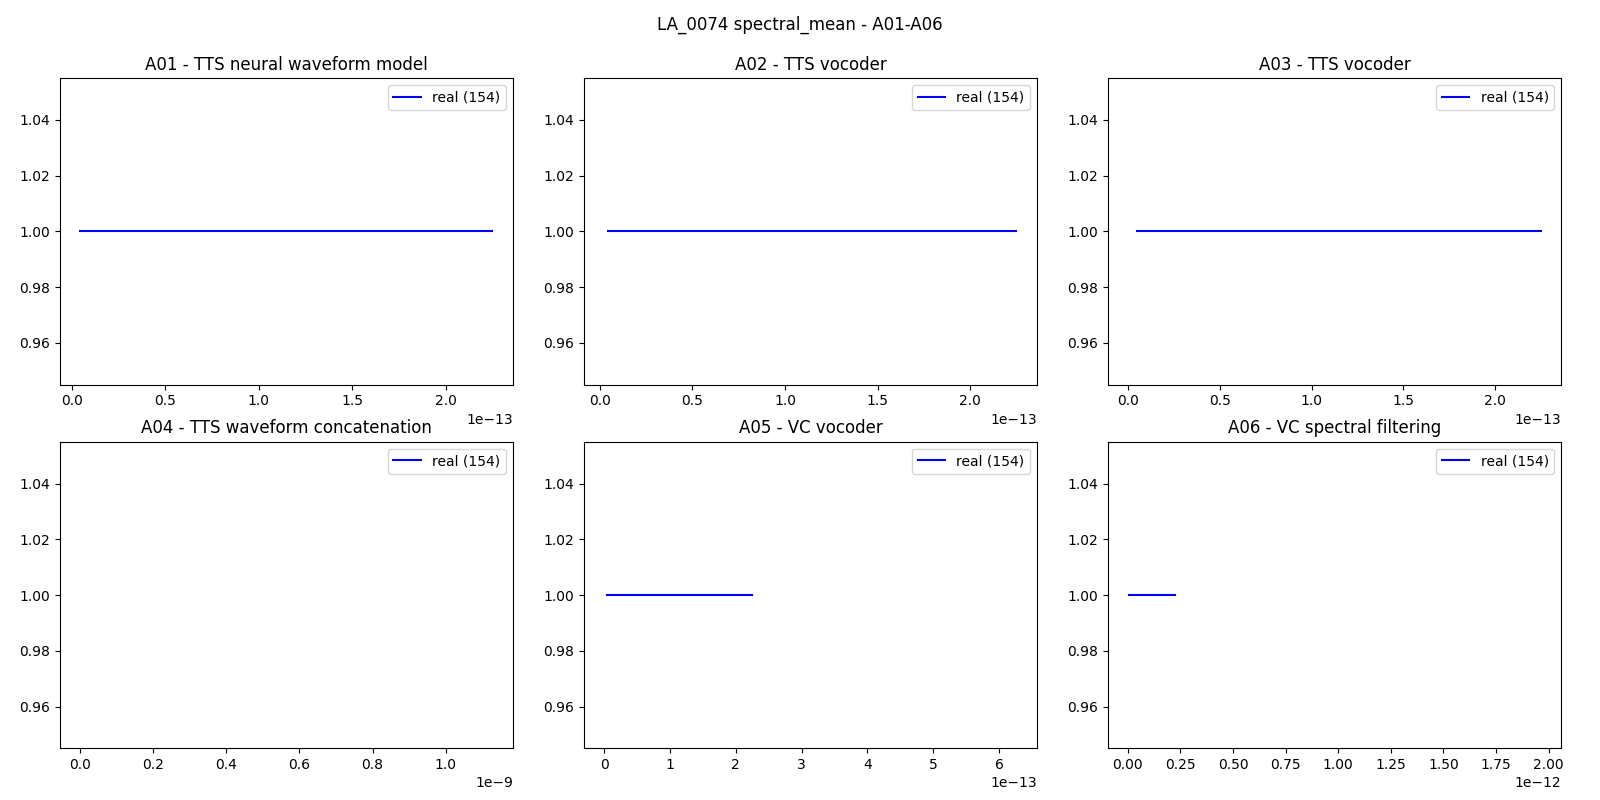 LA_0074 spectral_mean - A01-A06
A01 - TTS neural waveform model
real (154)
1.04
1.02
1.00
0.98
0.96
0.0 0.5 1.0 1.5 2.0
1e−13
A02 - TTS vocoder
real (154)
1.04
1.02
1.00
0.98
0.96
0.0 0.5 1.0 1.5 2.0
1e−13
A03 - TTS vocoder
real (154)
1.04
1.02
1.00
0.98
0.96
0.0 0.5 1.0 1.5 2.0
1e−13
A04 - TTS waveform concatenation
real (154)
1.04
1.02
1.00
0.98
0.96
0.0 0.2 0.4 0.6 0.8 1.0
1e−9
A05 - VC vocoder
real (154)
1.04
1.02
1.00
0.98
0.96
0 1 2 3 4 5 6
1e−13
A06 - VC spectral filtering
real (154)
1.04
1.02
1.00
0.98
0.96
0.00 0.25 0.50 0.75 1.00 1.25 1.50 1.75 2.00
1e−12